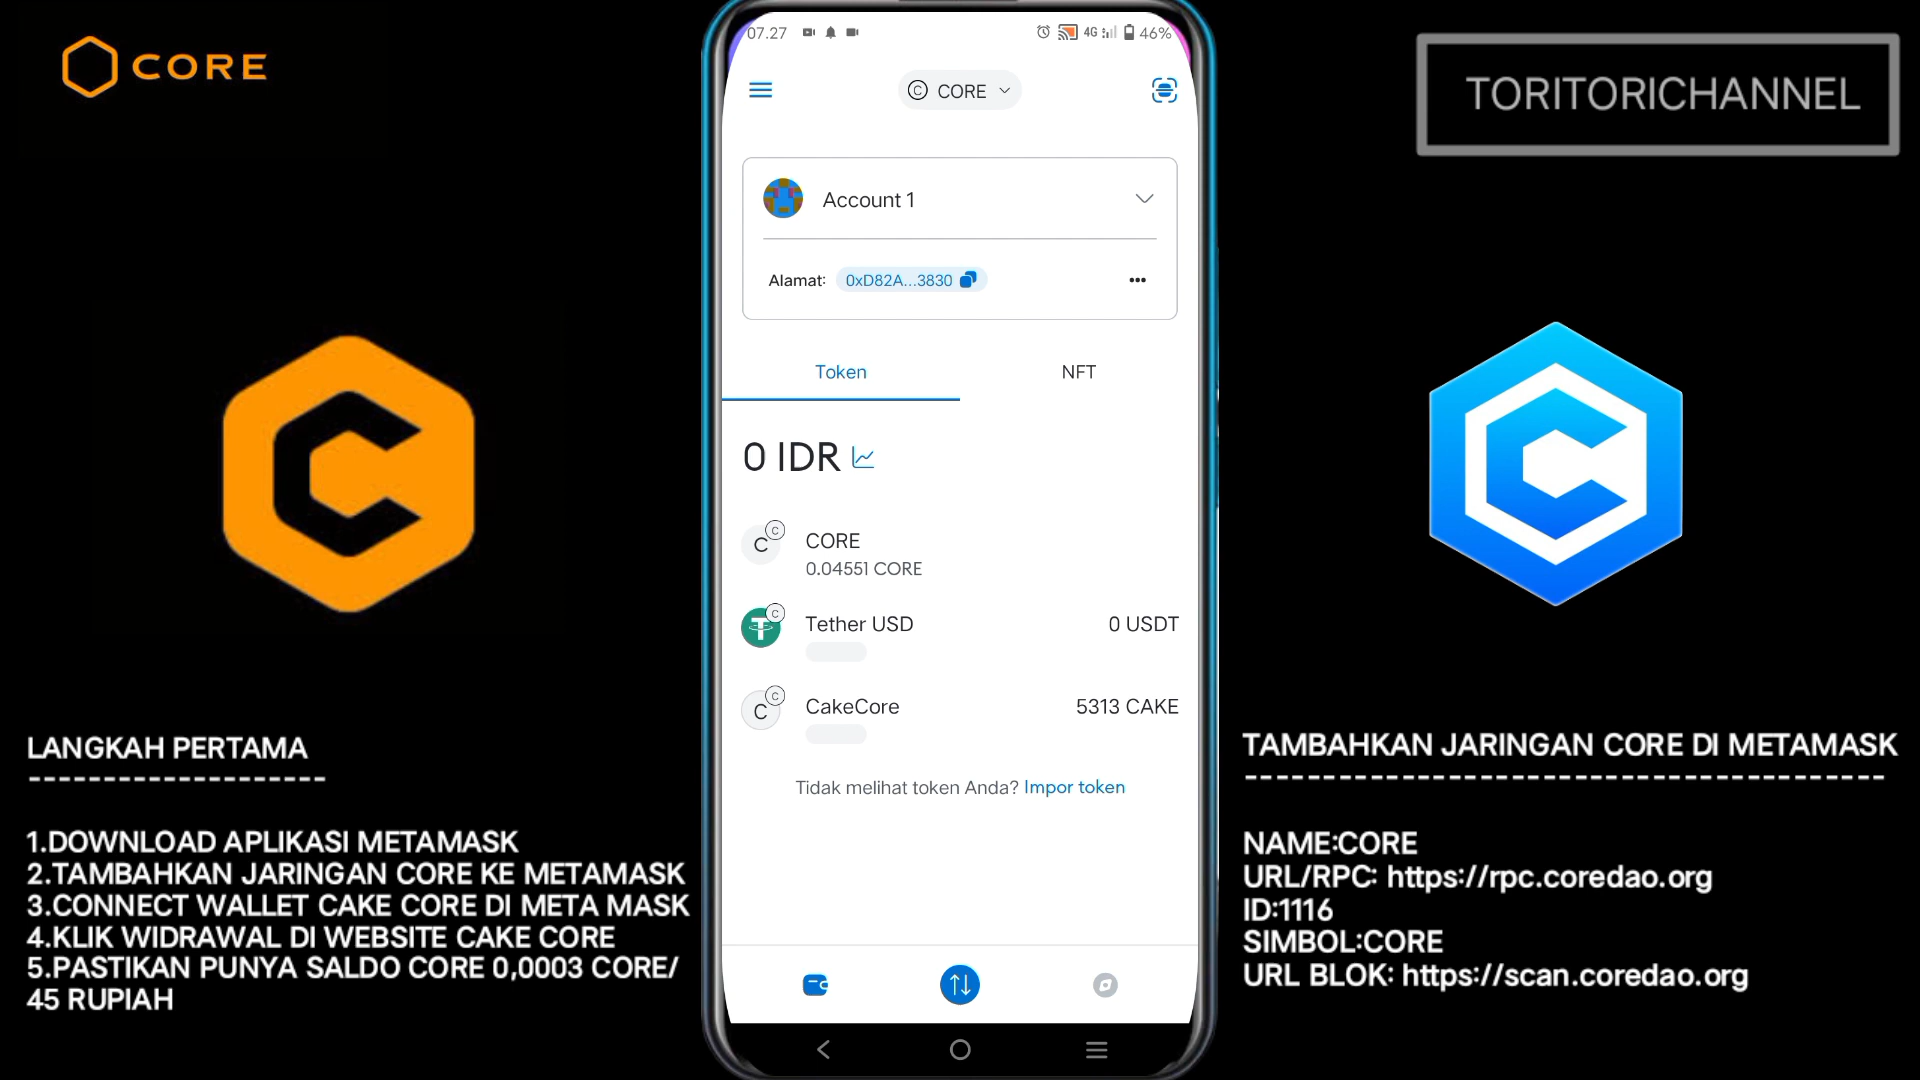 CORE
TORITORICHANNEL
07.27
4G
46%
CORE
Account 1
Alamat: 0xD82A...3830
Token
NFT
0 IDR
C
C
CORE
0.04551 CORE
C
Tether USD
0 USDT
C
C
CakeCore
5313 CAKE
Tidak melihat token Anda? Impor token
LANGKAH PERTAMA
--------------------
1.DOWNLOAD APLIKASI METAMASK
2.TAMBAHKAN JARINGAN CORE KE METAMASK
3.CONNECT WALLET CAKE CORE DI META MASK
4.KLIK WIDRAWAL DI WEBSITE CAKE CORE
5.PASTIKAN PUNYA SALDO CORE 0,0003 CORE/
45 RUPIAH
TAMBAHKAN JARINGAN CORE DI METAMASK
-----------------------------------------
NAME:CORE
URL/RPC: https://rpc.coredao.org
ID:1116
SIMBOL:CORE
URL BLOK: https://scan.coredao.org